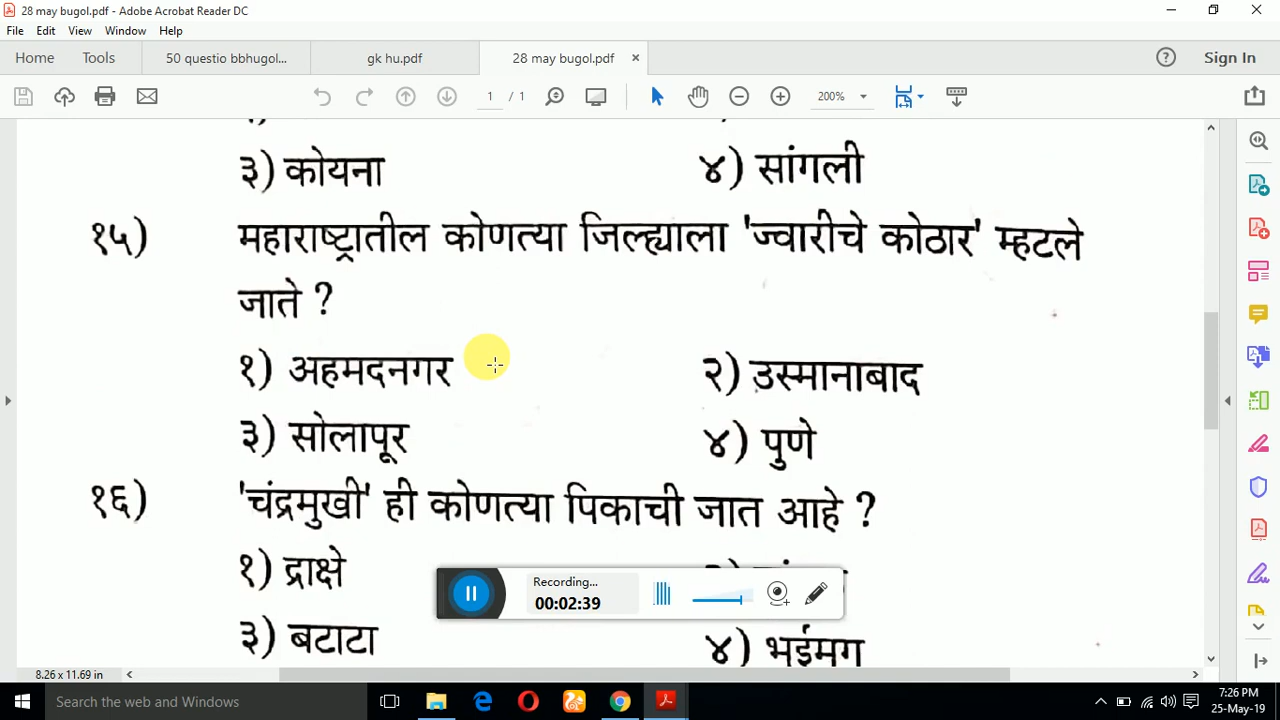 28 may bugol.pdf - Adobe Acrobat Reader DC
File Edit View Window Help
Home Tools 50 questio bbhugol... gk hu.pdf 28 may bugol.pdf × Sign In
1 / 1 200%
३) कोयना ४) सांगली
१५) महाराष्ट्रातील कोणत्या जिल्ह्याला 'ज्वारीचे कोठार' म्हटले
जाते ?
१) अहमदनगर २) उस्मानाबाद
३) सोलापूर ४) पुणे
१६) 'चंद्रमुखी' ही कोणत्या पिकाची जात आहे ?
१) द्राक्षे
Recording...
00:02:39
३) बटाटा ४) भुईमूग
8.26 x 11.69 in
Search the web and Windows
7:26 PM
25-May-19